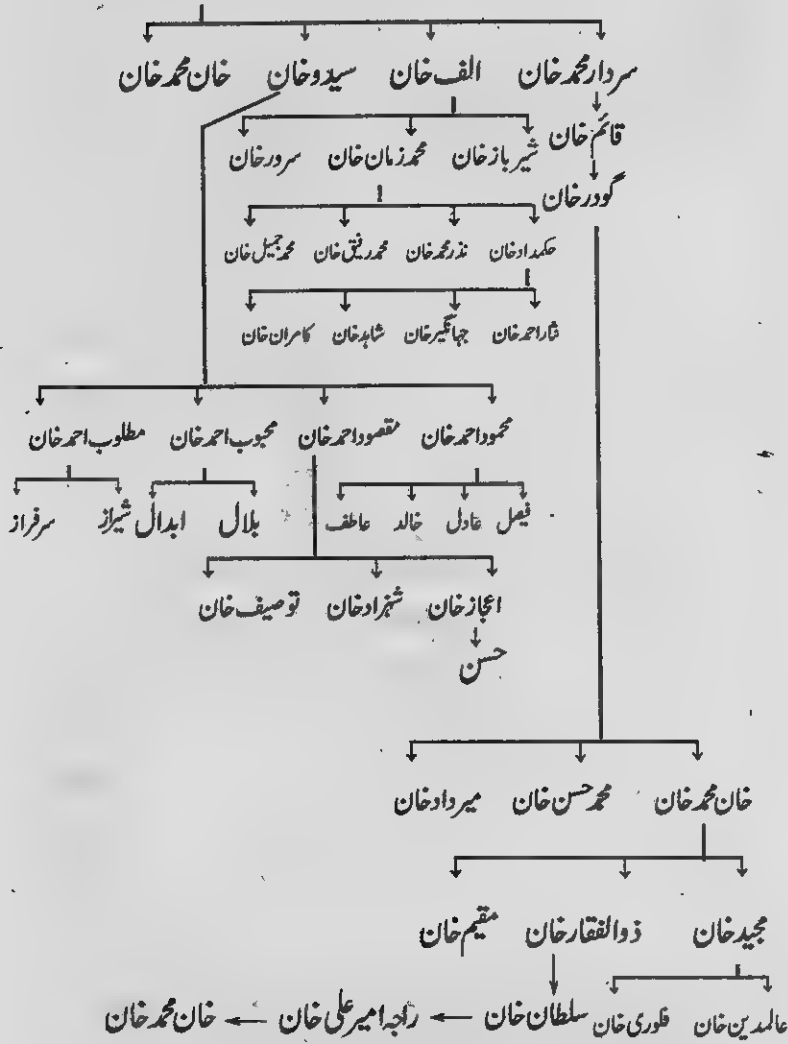 سردار محمد خان الف خان سیدو خان خان محمد خان
قائم خان
شیر باز خان محمد زمان خان سرور خان
گودر خان
حکمداد خان نذر محمد خان محمد رفیق خان محمد جمیل خان
نثار احمد خان جہانگیر خان شاہد خان کامران خان
محمود احمد خان مقصود احمد خان محبوب احمد خان مطلوب احمد خان
فیصل عادل خالد عاطف بلال ابدال شیراز سرفراز
اعجاز خان شہزاد خان توصیف خان
حسن
خان محمد خان محمد حسن خان میر داد خان
مجید خان ذوالفقار خان مقیم خان
عالمدین خان فلوری خان سلطان خان ← راجہ امیر علی خان ← خان محمد خان